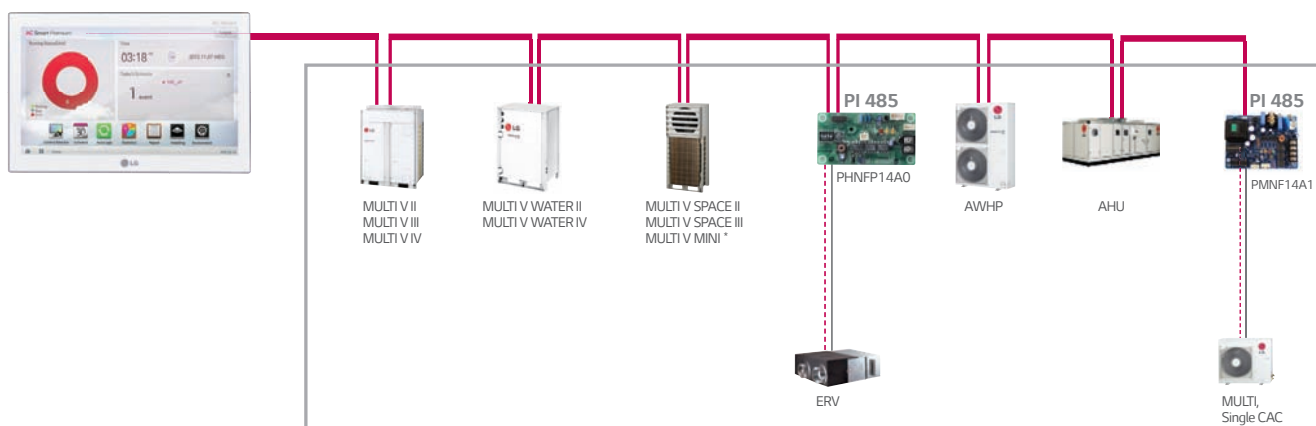 AC Smart Premium
Time
03:18
1 event
LG
PI 485
PHNFP14A0
PI 485
PMNF14A1
MULTI V II
MULTI V III
MULTI V IV
MULTI V WATER II
MULTI V WATER IV
MULTI V SPACE II
MULTI V SPACE III
MULTI V MINI *
AWHP
AHU
ERV
MULTI,
Single CAC